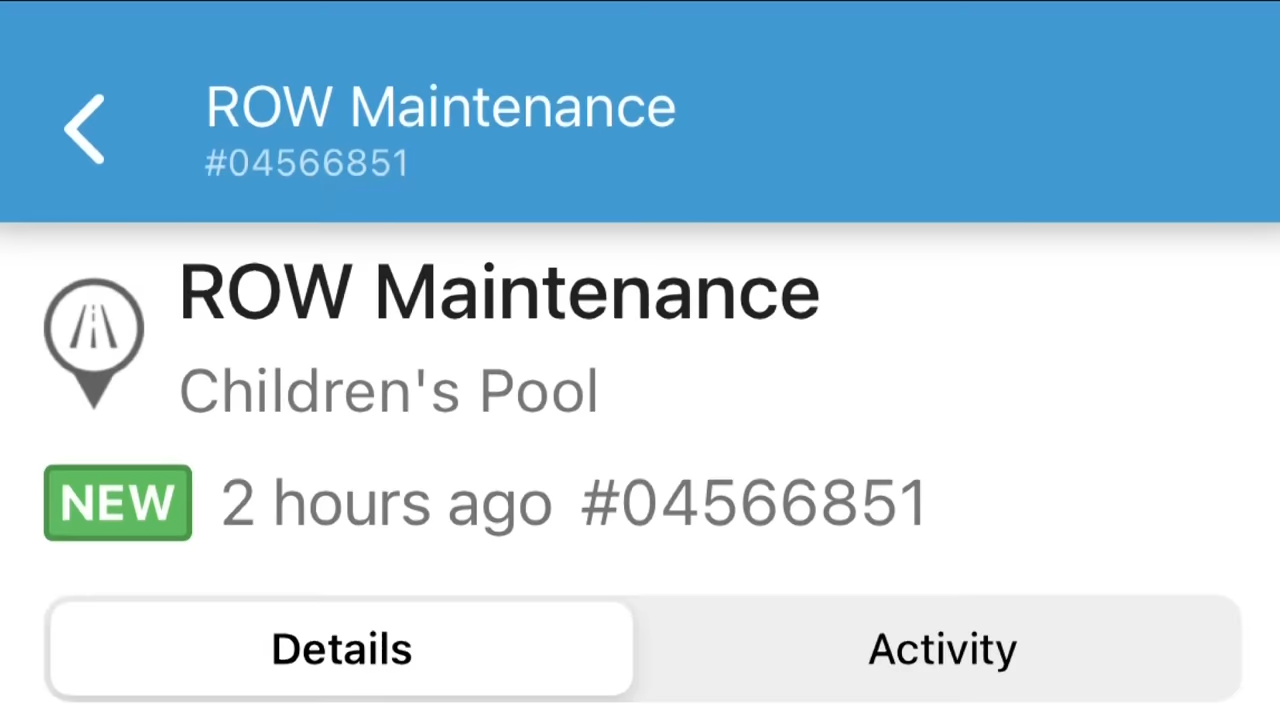 ROW Maintenance
#04566851
ROW Maintenance
Children's Pool
NEW 2 hours ago #04566851
Details Activity